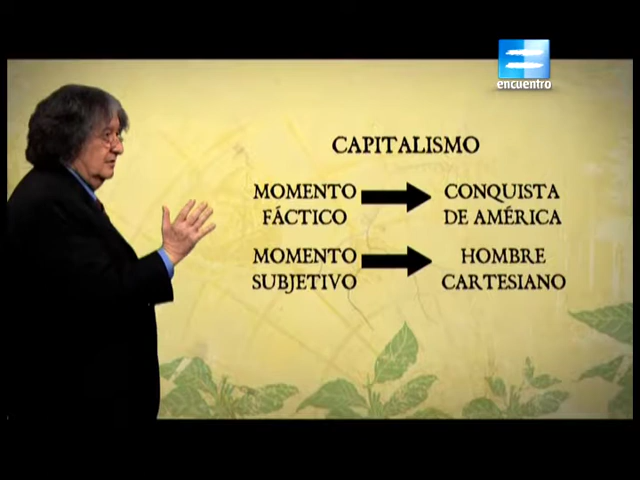 encuentro
CAPITALISMO
MOMENTO FÁCTICO
CONQUISTA DE AMÉRICA
MOMENTO SUBJETIVO
HOMBRE CARTESIANO